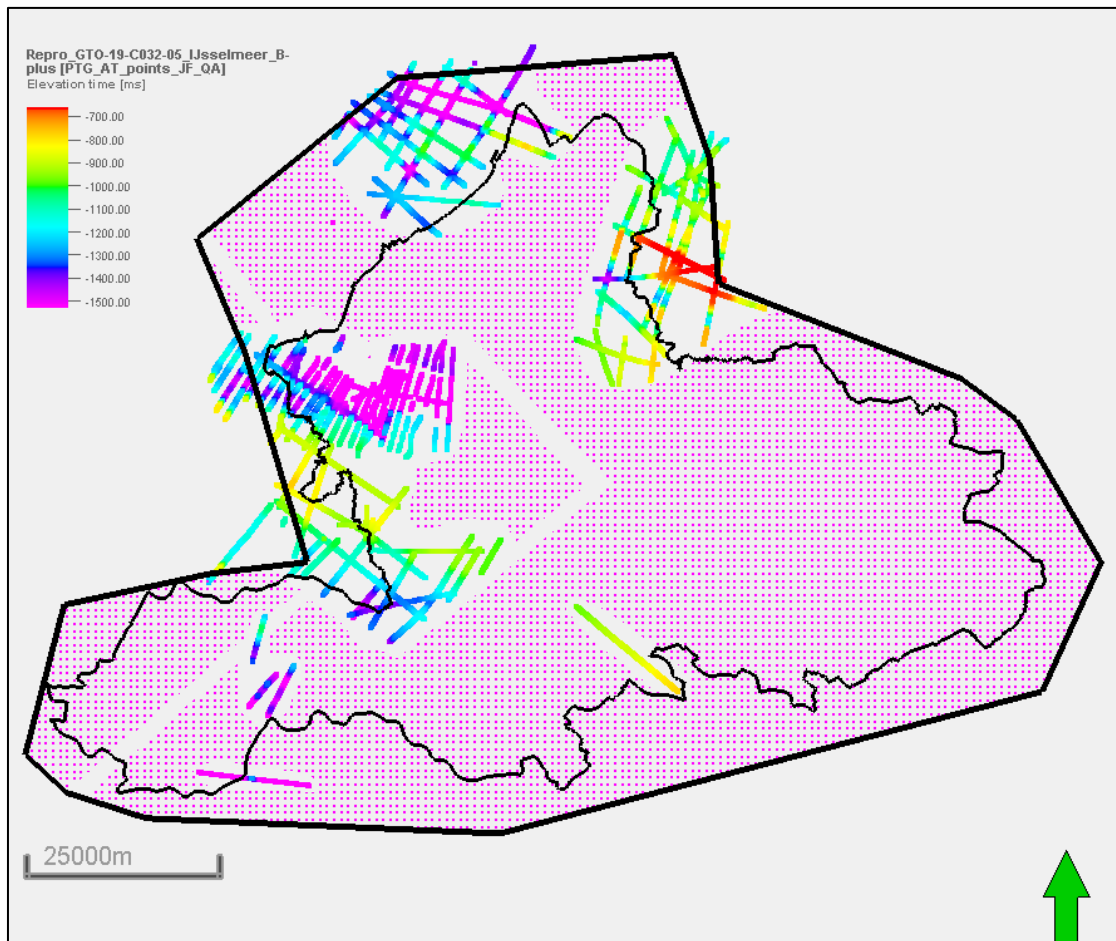 Repro_GTO-19-C032-05_IJsselmeer_B-
plus [PTG_AT_points_JF_QA]
Elevation time [ms]
-700.00
-800.00
-900.00
-1000.00
-1100.00
-1200.00
-1300.00
-1400.00
-1500.00
25000m